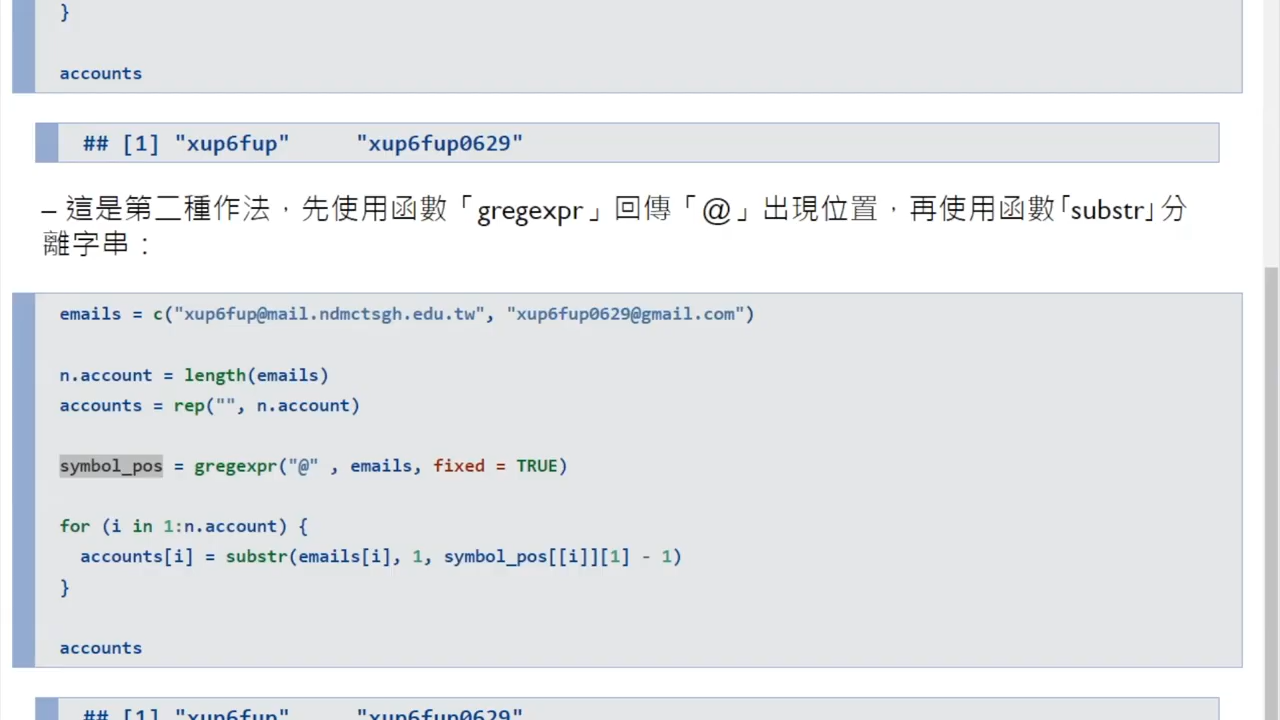 }
accounts
## [1] "xup6fup"      "xup6fup0629"
– 這是第二種作法，先使用函數「gregexpr」回傳「@」出現位置，再使用函數「substr」分
離字串：
emails = c("xup6fup@mail.ndmctsgh.edu.tw", "xup6fup0629@gmail.com")
n.account = length(emails)
accounts = rep("", n.account)
symbol_pos = gregexpr("@" , emails, fixed = TRUE)
for (i in 1:n.account) {
  accounts[i] = substr(emails[i], 1, symbol_pos[[i]][1] - 1)
}
accounts
## [1] "xup6fup"      "xup6fup0629"